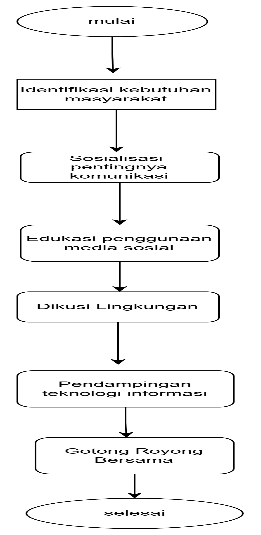 mulai
Identifikasi kebutuhan
masyarakat
Sosialisasi
pentingnya
komunikasi
Edukasi penggunaan
media sosial
Dikusi Lingkungan
Pendampingan
teknologi informasi
Gotong Royong
Bersama
selesai